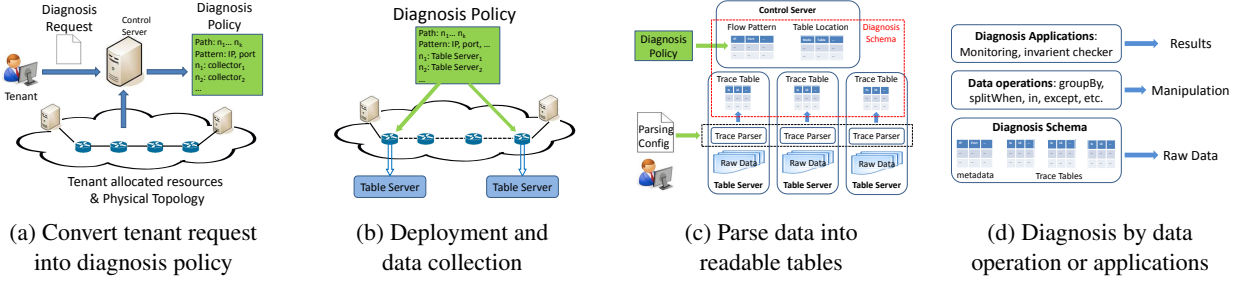 Diagnosis
Request
Control
Server
Diagnosis
Policy
Path: n1... nk
Pattern: IP, port
n1: collector1
n2: collector2
...
Tenant
Tenant allocated resources
& Physical Topology
(a) Convert tenant request
into diagnosis policy
Diagnosis Policy
Path: n1... nk
Pattern: IP, port, ...
n1: Table Server1
n2: Table Server2
...
Table Server
Table Server
(b) Deployment and
data collection
Control Server
Flow Pattern
Table Location
Diagnosis
Schema
Diagnosis
Policy
Trace Table
Trace Table
Trace Table
Parsing
Config
Trace Parser
Trace Parser
Trace Parser
Raw Data
Raw Data
Raw Data
Table Server
Table Server
Table Server
(c) Parse data into
readable tables
Diagnosis Applications:
Monitoring, invarient checker
Results
Data operations: groupBy,
splitWhen, in, except, etc.
Manipulation
Diagnosis Schema
metadata
Trace Tables
Raw Data
(d) Diagnosis by data
operation or applications